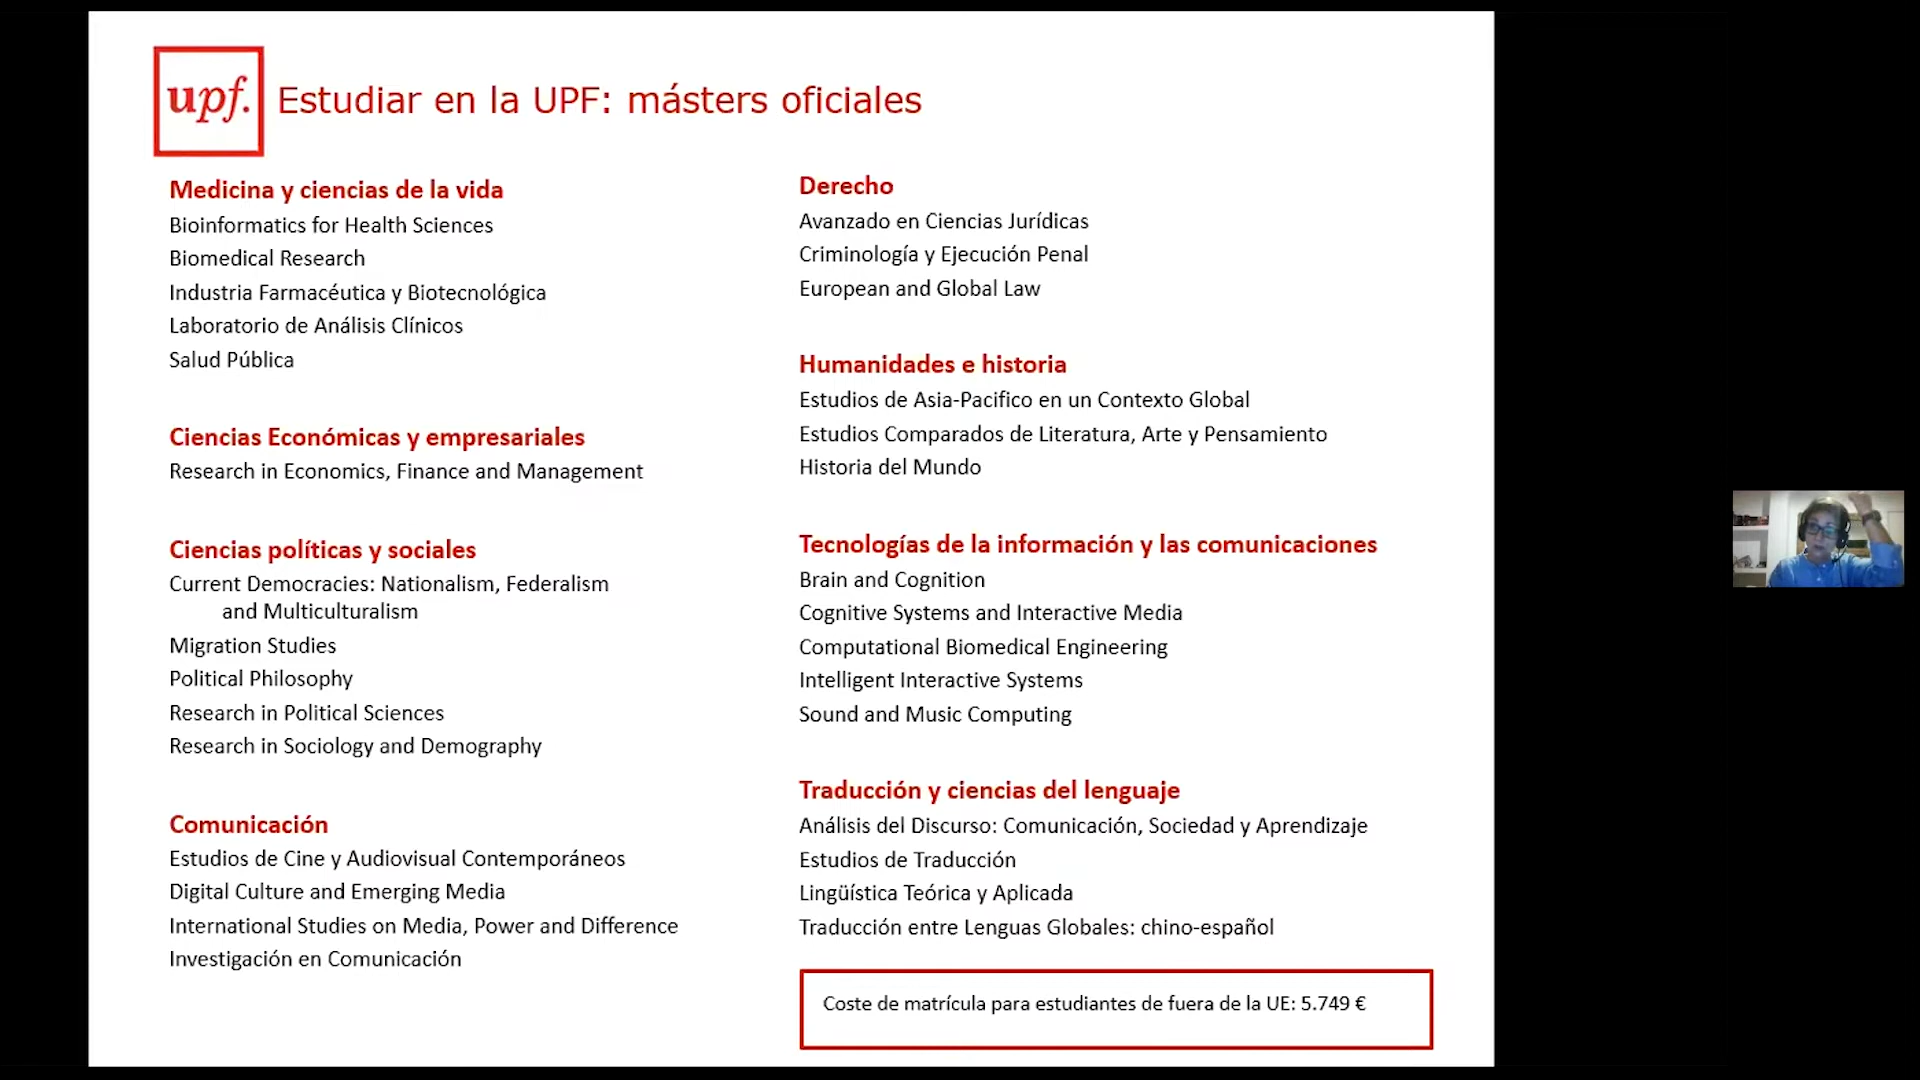 upf.
Estudiar en la UPF: másters oficiales
Medicina y ciencias de la vida
Bioinformatics for Health Sciences
Biomedical Research
Industria Farmacéutica y Biotecnológica
Laboratorio de Análisis Clínicos
Salud Pública
Ciencias Económicas y empresariales
Research in Economics, Finance and Management
Ciencias políticas y sociales
Current Democracies: Nationalism, Federalism
and Multiculturalism
Migration Studies
Political Philosophy
Research in Political Sciences
Research in Sociology and Demography
Comunicación
Estudios de Cine y Audiovisual Contemporáneos
Digital Culture and Emerging Media
International Studies on Media, Power and Difference
Investigación en Comunicación
Derecho
Avanzado en Ciencias Jurídicas
Criminología y Ejecución Penal
European and Global Law
Humanidades e historia
Estudios de Asia-Pacifico en un Contexto Global
Estudios Comparados de Literatura, Arte y Pensamiento
Historia del Mundo
Tecnologías de la información y las comunicaciones
Brain and Cognition
Cognitive Systems and Interactive Media
Computational Biomedical Engineering
Intelligent Interactive Systems
Sound and Music Computing
Traducción y ciencias del lenguaje
Análisis del Discurso: Comunicación, Sociedad y Aprendizaje
Estudios de Traducción
Lingüística Teórica y Aplicada
Traducción entre Lenguas Globales: chino-español
Coste de matrícula para estudiantes de fuera de la UE: 5.749 €